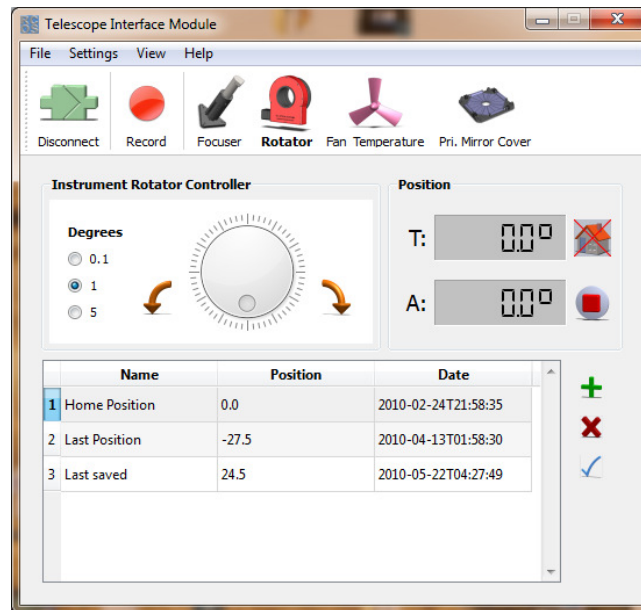 Telescope Interface Module
File Settings View Help
Disconnect Record Focuser Rotator Fan Temperature Pri. Mirror Cover
Instrument Rotator Controller
Position
Degrees
0.1
1
5
T: 0.0°
A: 0.0°
Name Position Date
1 Home Position 0.0 2010-02-24T21:58:35
2 Last Position -27.5 2010-04-13T01:58:30
3 Last saved 24.5 2010-05-22T04:27:49